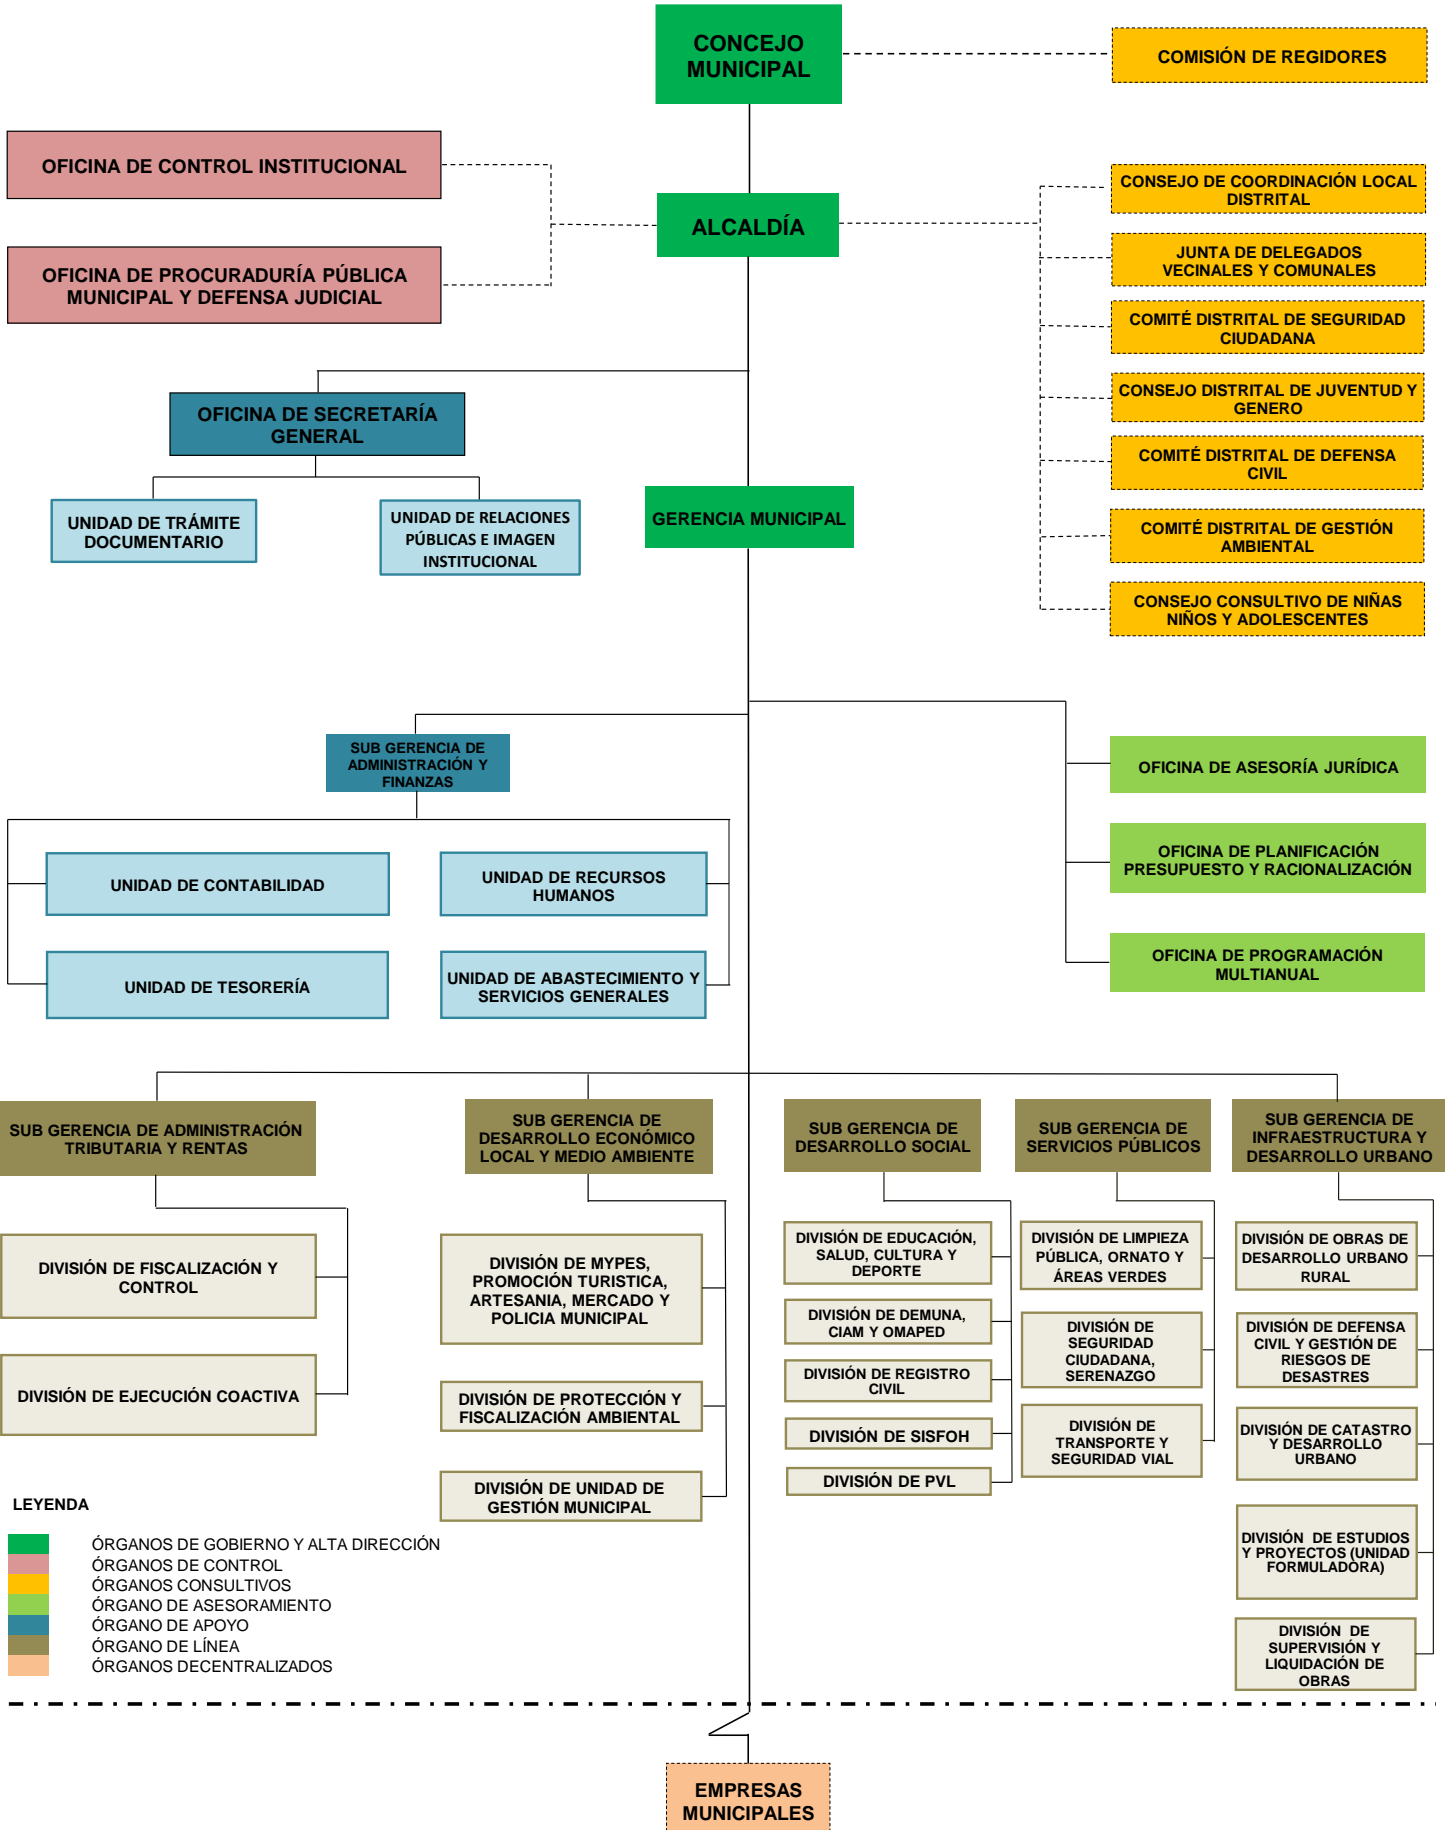 CONCEJO
MUNICIPAL
COMISIÓN DE REGIDORES
OFICINA DE CONTROL INSTITUCIONAL
OFICINA DE PROCURADURÍA PÚBLICA
MUNICIPAL Y DEFENSA JUDICIAL
ALCALDÍA
CONSEJO DE COORDINACIÓN LOCAL
DISTRITAL
JUNTA DE DELEGADOS
VECINALES Y COMUNALES
COMITÉ DISTRITAL DE SEGURIDAD
CIUDADANA
CONSEJO DISTRITAL DE JUVENTUD Y
GENERO
COMITÉ DISTRITAL DE DEFENSA
CIVIL
COMITÉ DISTRITAL DE GESTIÓN
AMBIENTAL
CONSEJO CONSULTIVO DE NIÑAS
NIÑOS Y ADOLESCENTES
OFICINA DE SECRETARÍA
GENERAL
UNIDAD DE TRÁMITE
DOCUMENTARIO
UNIDAD DE RELACIONES
PÚBLICAS E IMAGEN
INSTITUCIONAL
GERENCIA MUNICIPAL
SUB GERENCIA DE
ADMINISTRACIÓN Y
FINANZAS
UNIDAD DE CONTABILIDAD
UNIDAD DE RECURSOS
HUMANOS
UNIDAD DE TESORERÍA
UNIDAD DE ABASTECIMIENTO Y
SERVICIOS GENERALES
OFICINA DE ASESORÍA JURÍDICA
OFICINA DE PLANIFICACIÓN
PRESUPUESTO Y RACIONALIZACIÓN
OFICINA DE PROGRAMACIÓN
MULTIANUAL
SUB GERENCIA DE ADMINISTRACIÓN
TRIBUTARIA Y RENTAS
DIVISIÓN DE FISCALIZACIÓN Y
CONTROL
DIVISIÓN DE EJECUCIÓN COACTIVA
SUB GERENCIA DE
DESARROLLO ECONÓMICO
LOCAL Y MEDIO AMBIENTE
DIVISIÓN DE MYPES,
PROMOCIÓN TURISTICA,
ARTESANIA, MERCADO Y
POLICIA MUNICIPAL
DIVISIÓN DE PROTECCIÓN Y
FISCALIZACIÓN AMBIENTAL
DIVISIÓN DE UNIDAD DE
GESTIÓN MUNICIPAL
SUB GERENCIA DE
DESARROLLO SOCIAL
DIVISIÓN DE EDUCACIÓN,
SALUD, CULTURA Y
DEPORTE
DIVISIÓN DE DEMUNA,
CIAM Y OMAPED
DIVISIÓN DE REGISTRO
CIVIL
DIVISIÓN DE SISFOH
DIVISIÓN DE PVL
SUB GERENCIA DE
SERVICIOS PÚBLICOS
DIVISIÓN DE LIMPIEZA
PÚBLICA, ORNATO Y
ÁREAS VERDES
DIVISIÓN DE
SEGURIDAD
CIUDADANA,
SERENAZGO
DIVISIÓN DE
TRANSPORTE Y
SEGURIDAD VIAL
SUB GERENCIA DE
INFRAESTRUCTURA Y
DESARROLLO URBANO
DIVISIÓN DE OBRAS DE
DESARROLLO URBANO
RURAL
DIVISIÓN DE DEFENSA
CIVIL Y GESTIÓN DE
RIESGOS DE
DESASTRES
DIVISIÓN DE CATASTRO
Y DESARROLLO
URBANO
DIVISIÓN DE ESTUDIOS
Y PROYECTOS (UNIDAD
FORMULADORA)
DIVISIÓN DE
SUPERVISIÓN Y
LIQUIDACIÓN DE
OBRAS
LEYENDA
ÓRGANOS DE GOBIERNO Y ALTA DIRECCIÓN
ÓRGANOS DE CONTROL
ÓRGANOS CONSULTIVOS
ÓRGANO DE ASESORAMIENTO
ÓRGANO DE APOYO
ÓRGANO DE LÍNEA
ÓRGANOS DECENTRALIZADOS
EMPRESAS
MUNICIPALES